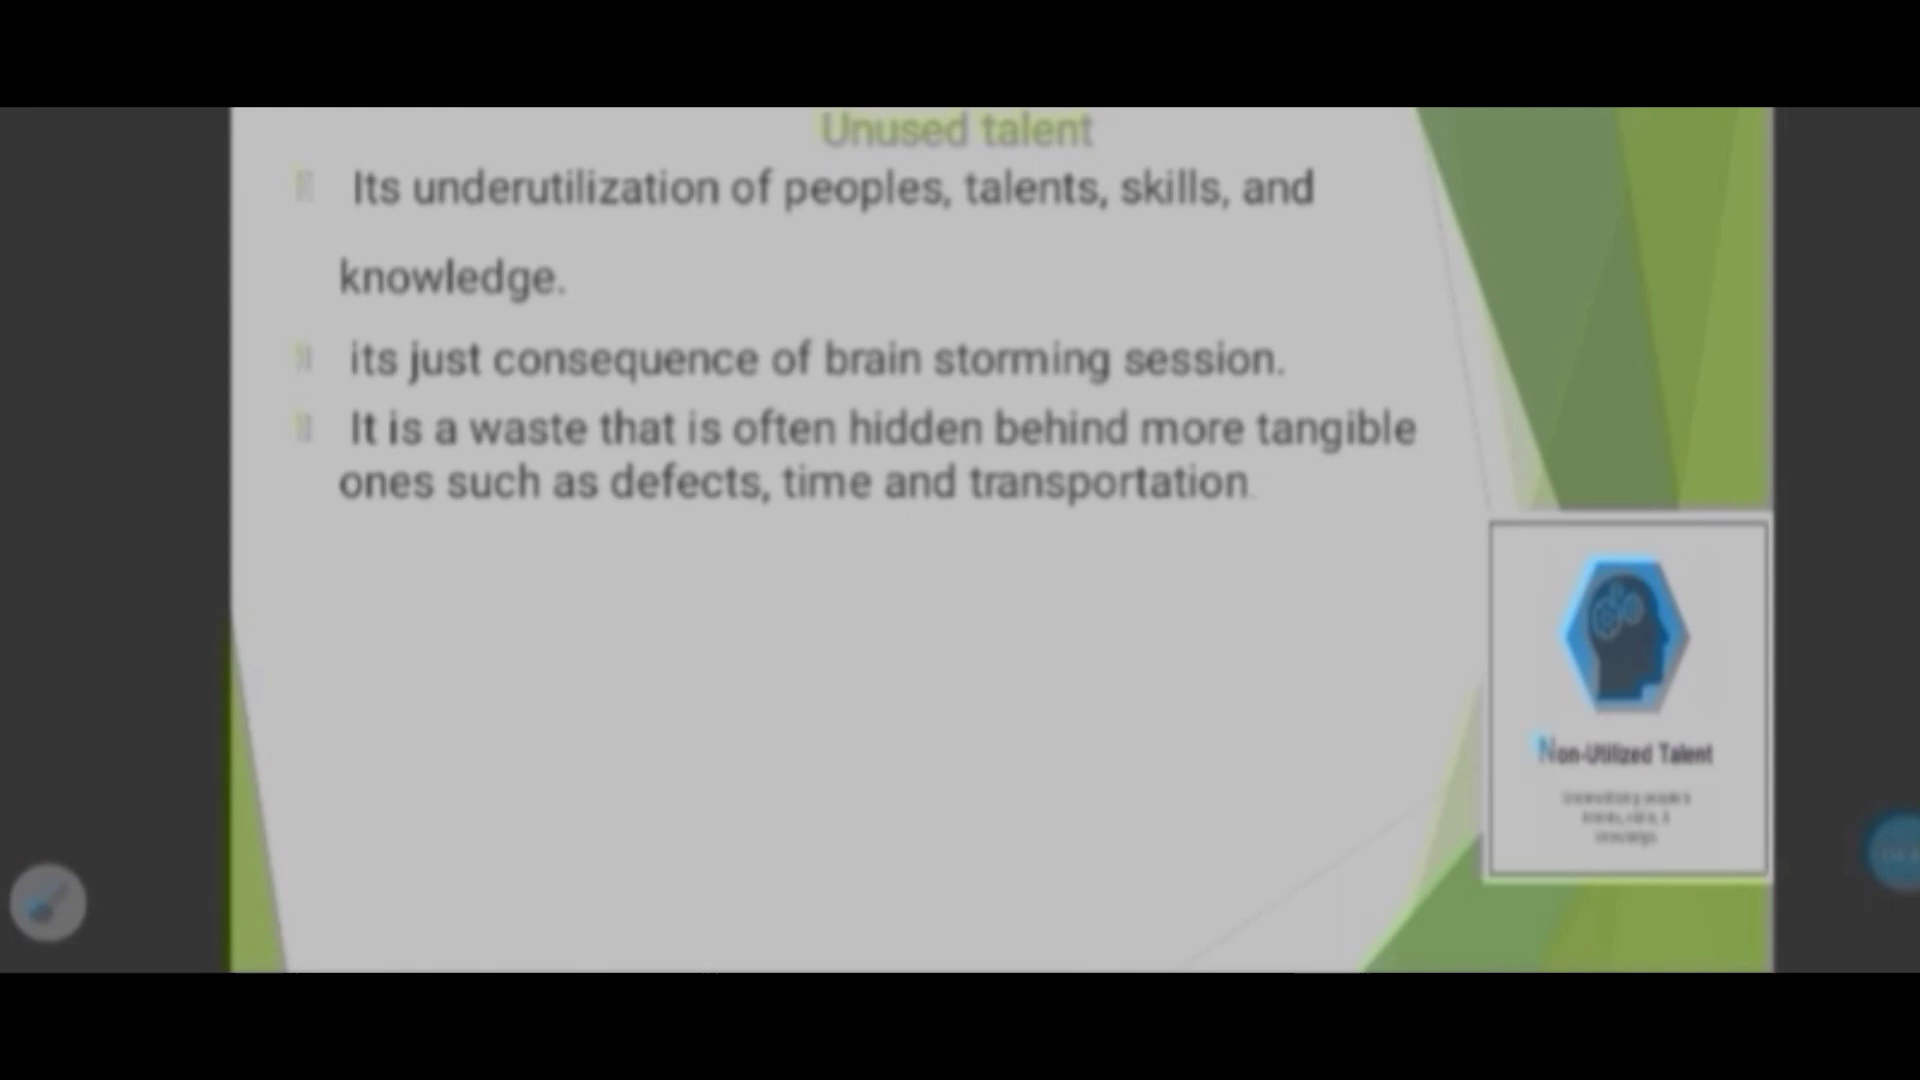 Unused talent
Its underutilization of peoples, talents, skills, and
knowledge.
its just consequence of brain storming session.
It is a waste that is often hidden behind more tangible
ones such as defects, time and transportation.
Non-Utilized Talent